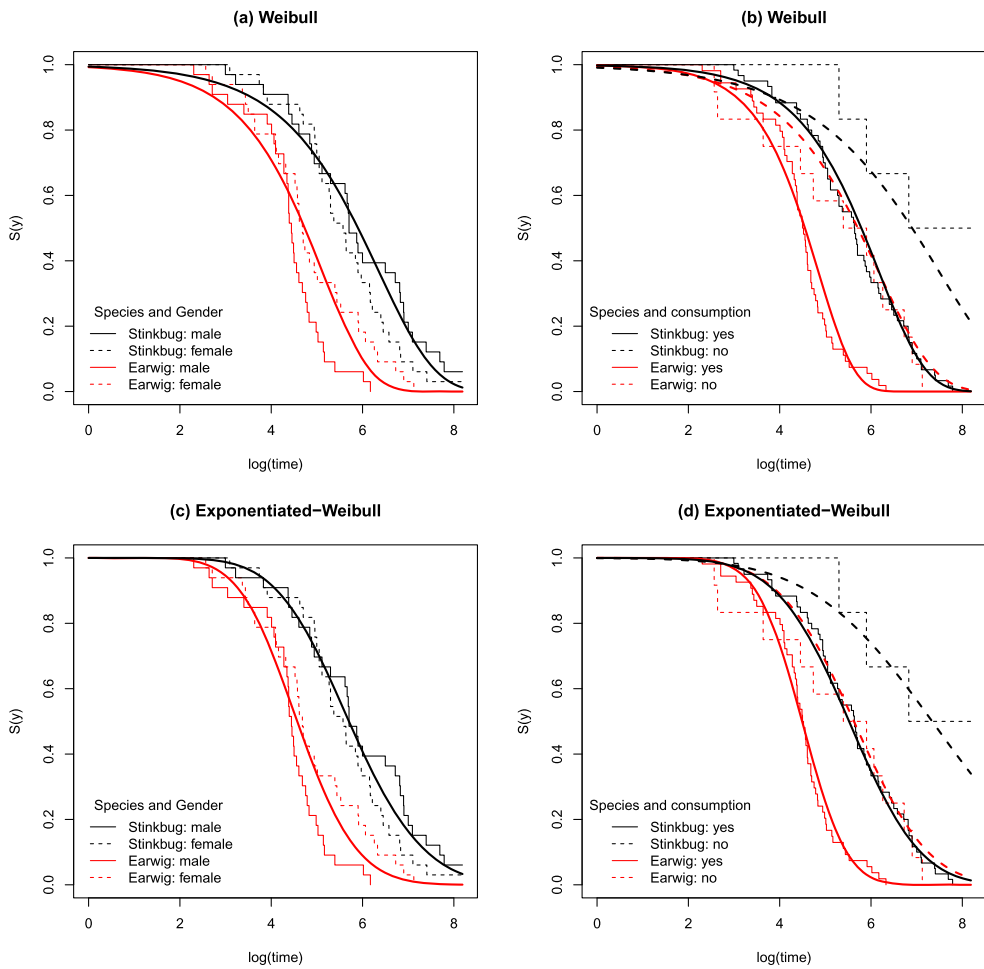 (a) Weibull
S(y)
1.0
0.8
0.6
0.4
0.2
0.0
Species and Gender
Stinkbug: male
Stinkbug: female
Earwig: male
Earwig: female
0 2 4 6 8
log(time)
(b) Weibull
S(y)
1.0
0.8
0.6
0.4
0.2
0.0
Species and consumption
Stinkbug: yes
Stinkbug: no
Earwig: yes
Earwig: no
0 2 4 6 8
log(time)
(c) Exponentiated−Weibull
S(y)
1.0
0.8
0.6
0.4
0.2
0.0
Species and Gender
Stinkbug: male
Stinkbug: female
Earwig: male
Earwig: female
0 2 4 6 8
log(time)
(d) Exponentiated−Weibull
S(y)
1.0
0.8
0.6
0.4
0.2
0.0
Species and consumption
Stinkbug: yes
Stinkbug: no
Earwig: yes
Earwig: no
0 2 4 6 8
log(time)